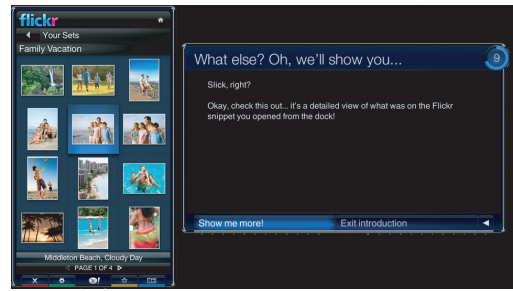 flickr
Your Sets
Family Vacation
Middleton Beach, Cloudy Day
PAGE 1 OF 4
What else? Oh, we'll show you...
9
Slick, right?
Okay, check this out... it's a detailed view of what was on the Flickr
snippet you opened from the dock!
Show me more!
Exit introduction